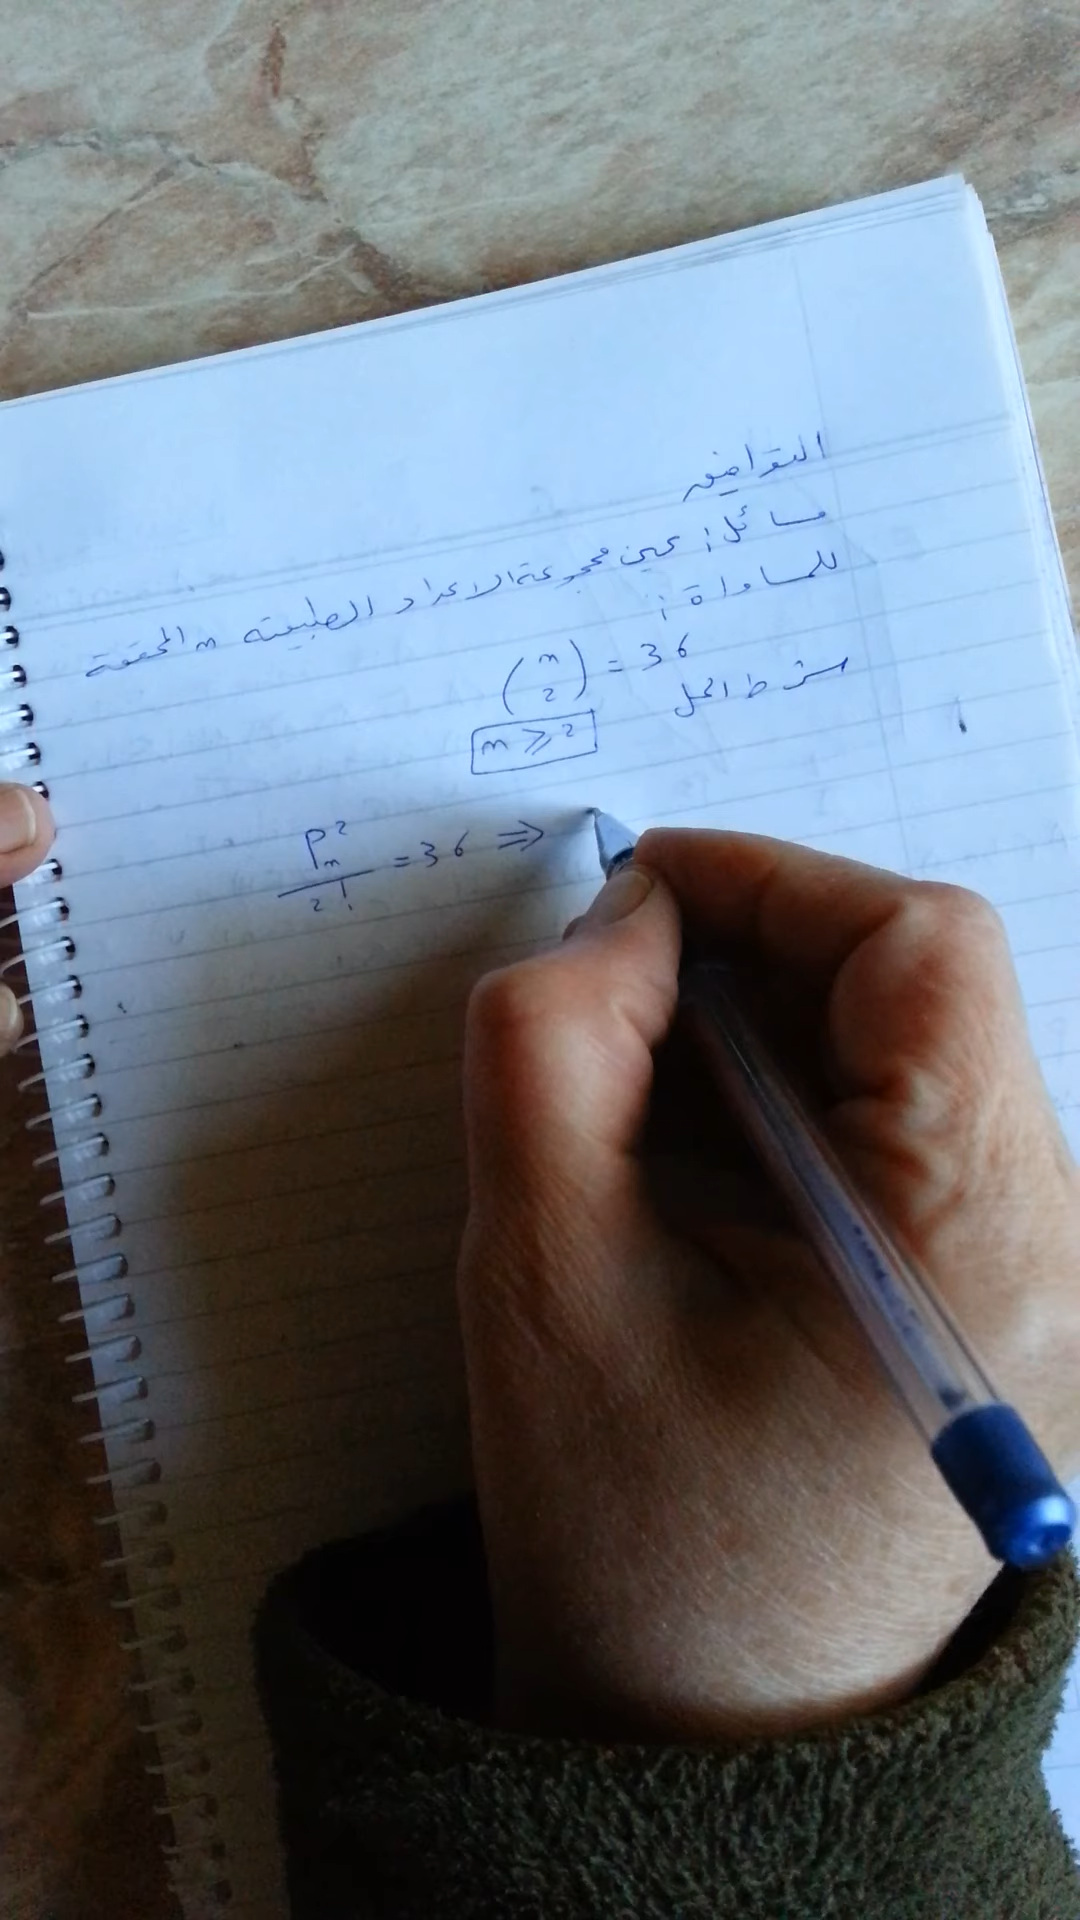 التوافيق
مسائل: عين مجموعة الاعداد الطبيعية n المحققة
للمساواة:
(n 2) = 36
شرط الحل
n ⩾ 2
P²n / 2! = 36 ⇒